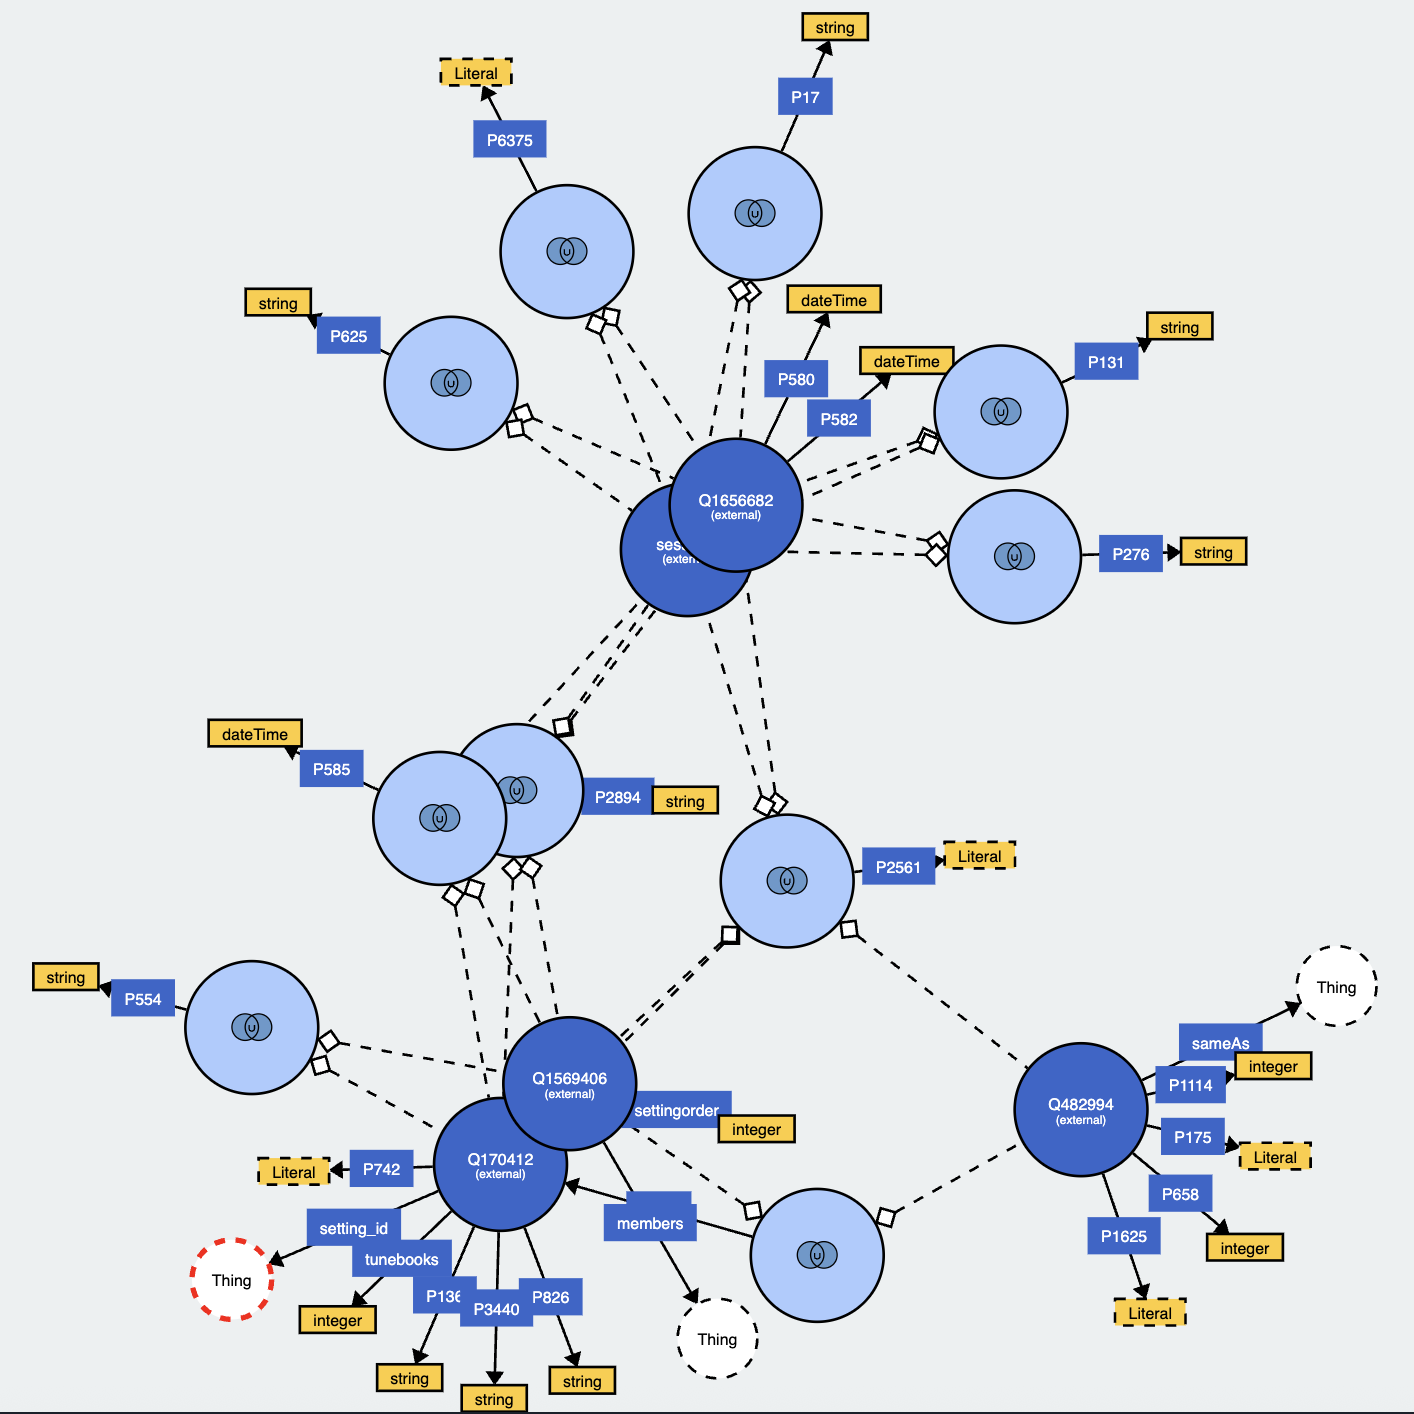 string
Literal
P17
P6375
string
dateTime
P625
string
dateTime
P131
P580
P582
Q1656682
(external)
P276
string
dateTime
P585
P2894
string
P2561
Literal
string
P554
Thing
sameAs
integer
Q1569406
(external)
P1114
Q482994
(external)
settingorder
integer
P175
Literal
Q170412
(external)
P742
Literal
P658
setting_id
members
P1625
integer
tunebooks
Thing
P136
P3440
P826
integer
Literal
Thing
string
string
string